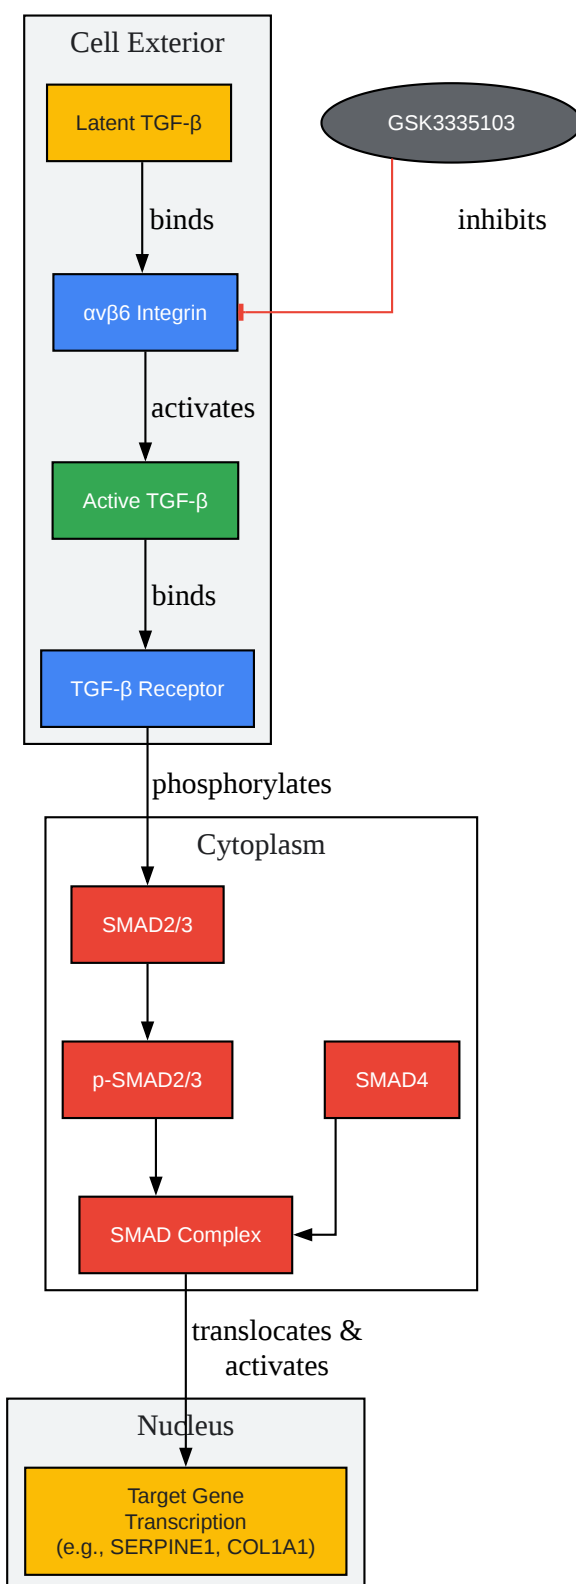 Cell Exterior
Latent TGF-β
GSK3335103
binds
inhibits
αvβ6 Integrin
activates
Active TGF-β
binds
TGF-β Receptor
phosphorylates
Cytoplasm
SMAD2/3
p-SMAD2/3
SMAD4
SMAD Complex
translocates &
activates
Nucleus
Target Gene
Transcription
(e.g., SERPINE1, COL1A1)